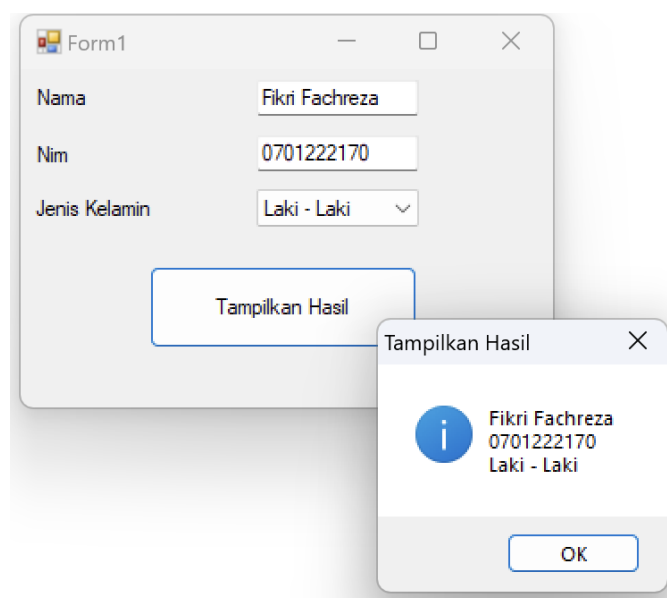 Form1
Nama Fikri Fachreza
Nim 0701222170
Jenis Kelamin Laki - Laki
Tampilkan Hasil
Tampilkan Hasil
Fikri Fachreza
0701222170
Laki - Laki
OK